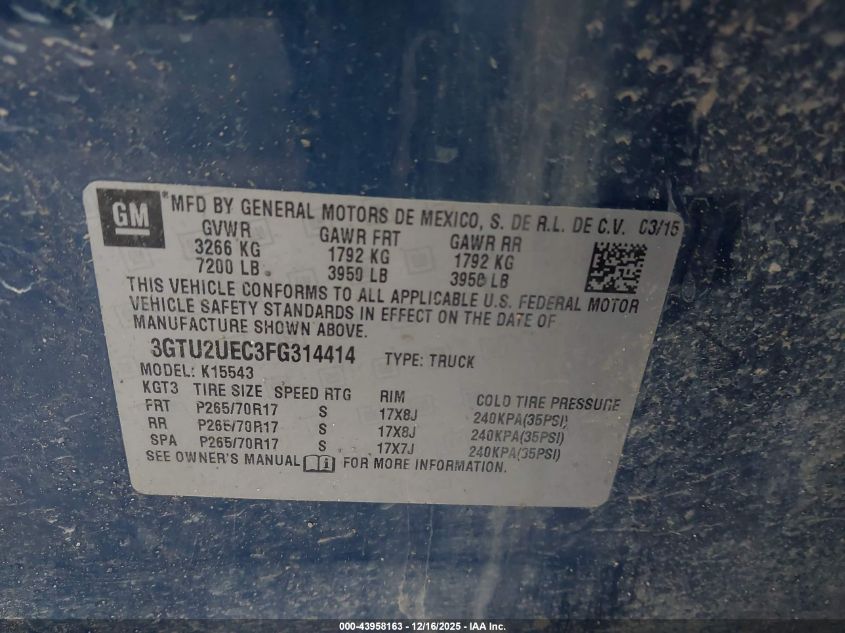 GM
*MFD BY GENERAL MOTORS DE MEXICO, S. DE R.L. DE C.V. 03/15
GVWR GAWR FRT GAWR RR
3266 KG 1792 KG 1792 KG
7200 LB 3950 LB 3950 LB
THIS VEHICLE CONFORMS TO ALL APPLICABLE U.S. FEDERAL MOTOR
VEHICLE SAFETY STANDARDS IN EFFECT ON THE DATE OF
MANUFACTURE SHOWN ABOVE.
3GTU2UEC3FG314414 TYPE: TRUCK
MODEL: K15543
KGT3 TIRE SIZE SPEED RTG RIM COLD TIRE PRESSURE
FRT P265/70R17 S 17X8J 240KPA(35PSI)
RR P265/70R17 S 17X8J 240KPA(35PSI)
SPA P265/70R17 S 17X7J 240KPA(35PSI)
SEE OWNER'S MANUAL i FOR MORE INFORMATION.
000-43958163 - 12/16/2025 - IAA Inc.